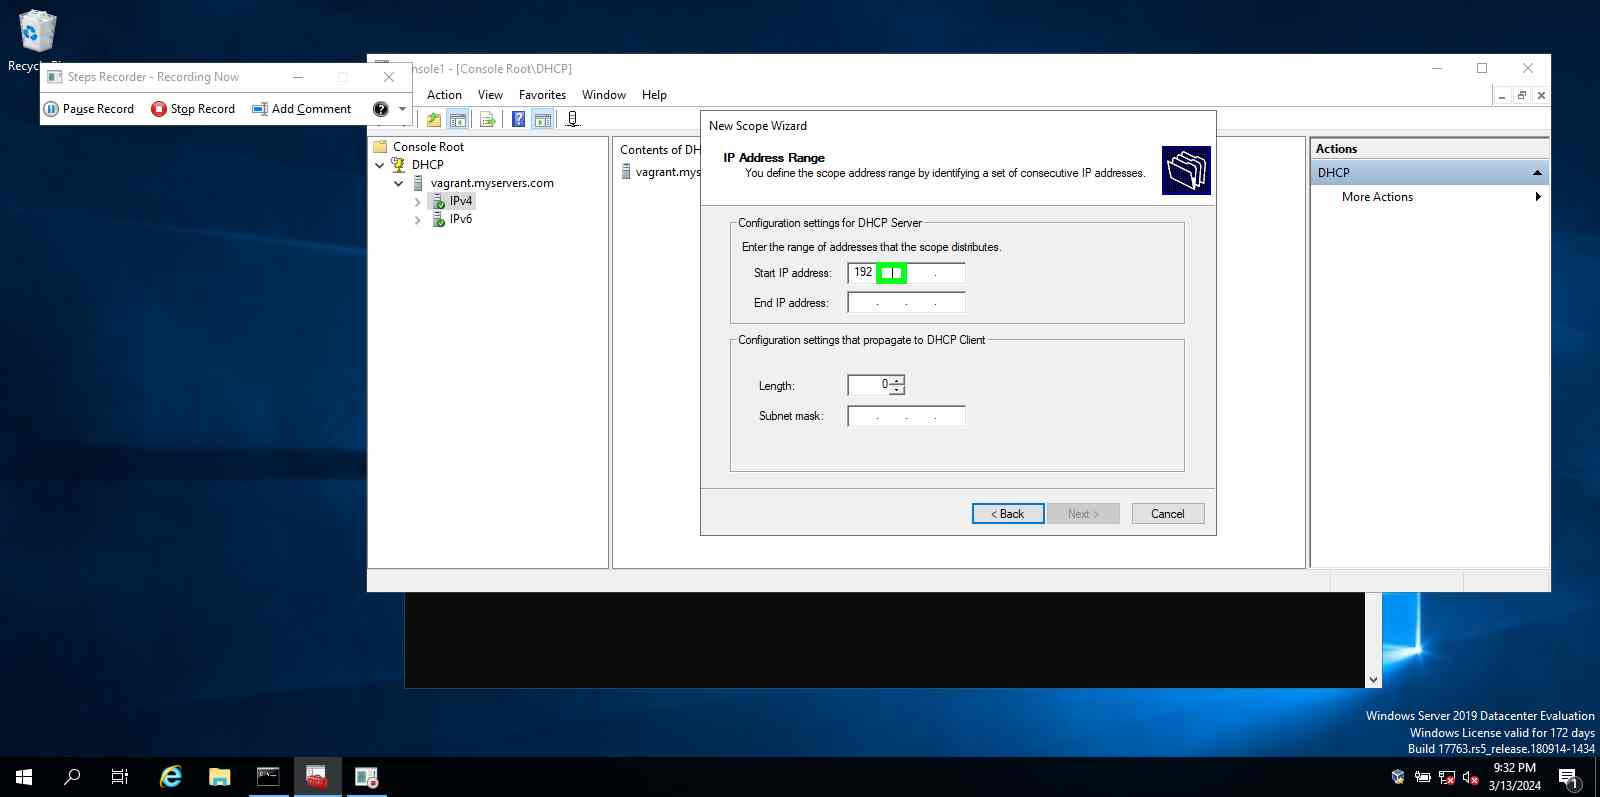 Steps Recorder - Recording Now
Pause Record
Stop Record
Add Comment
?
[Console Root\DHCP]
Action
View
Favorites
Window
Help
Console Root
DHCP
vagrant.myservers.com
IPv4
IPv6
Contents of DH
vagrant.mys
New Scope Wizard
IP Address Range
You define the scope address range by identifying a set of consecutive IP addresses.
Configuration settings for DHCP Server
Enter the range of addresses that the scope distributes.
Start IP address:
192 .
End IP address:
. . .
Configuration settings that propagate to DHCP Client
Length:
0
Subnet mask:
. . .
< Back
Next >
Cancel
Actions
DHCP
More Actions
Windows Server 2019 Datacenter Evaluation
Windows License valid for 172 days
Build 17763.rs5_release.180914-1434
9:32 PM
3/13/2024
1